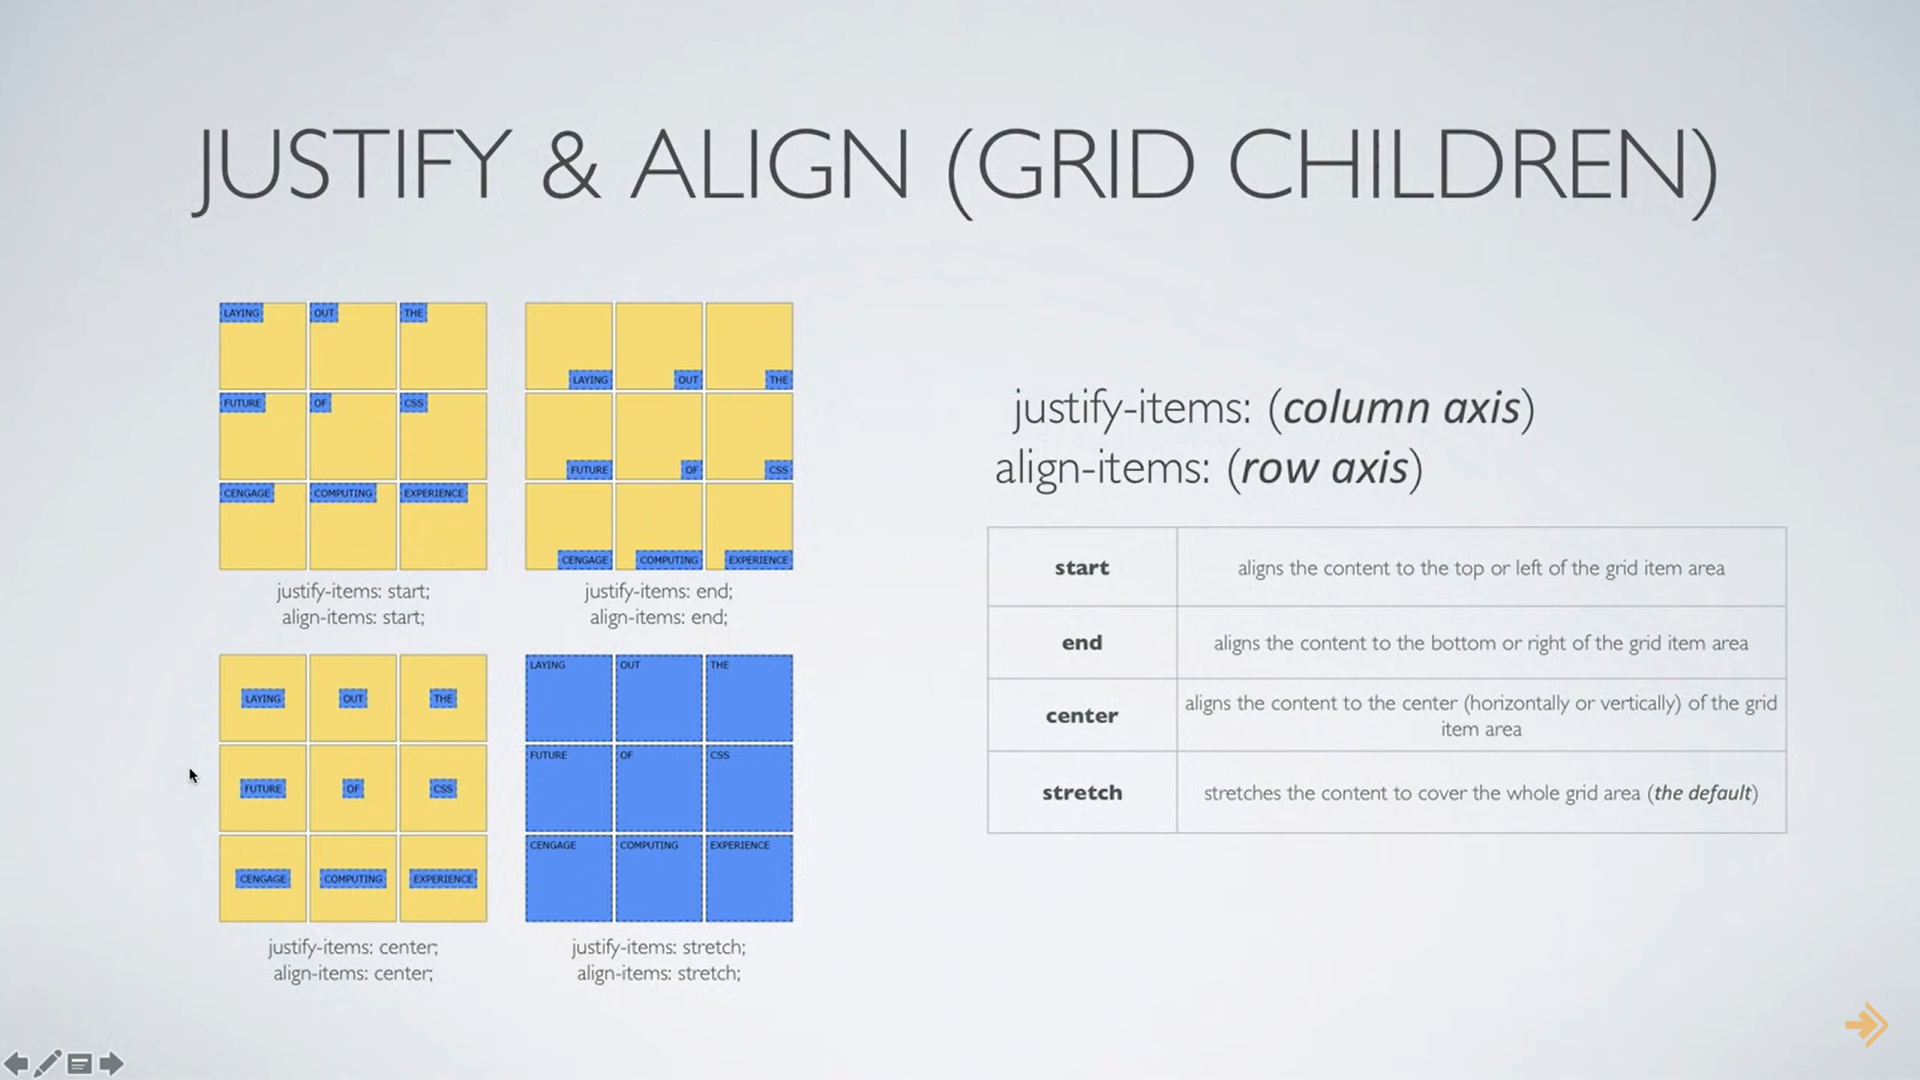 JUSTIFY & ALIGN (GRID CHILDREN)
LAYING OUT THE
FUTURE OF CSS
CENGAGE COMPUTING EXPERIENCE
justify-items: start;
align-items: start;
LAYING OUT THE
FUTURE OF CSS
CENGAGE COMPUTING EXPERIENCE
justify-items: end;
align-items: end;
LAYING OUT THE
FUTURE OF CSS
CENGAGE COMPUTING EXPERIENCE
justify-items: center;
align-items: center;
LAYING OUT THE
FUTURE OF CSS
CENGAGE COMPUTING EXPERIENCE
justify-items: stretch;
align-items: stretch;
justify-items: (column axis)
align-items: (row axis)
start aligns the content to the top or left of the grid item area
end aligns the content to the bottom or right of the grid item area
center aligns the content to the center (horizontally or vertically) of the grid
item area
stretch stretches the content to cover the whole grid area (the default)